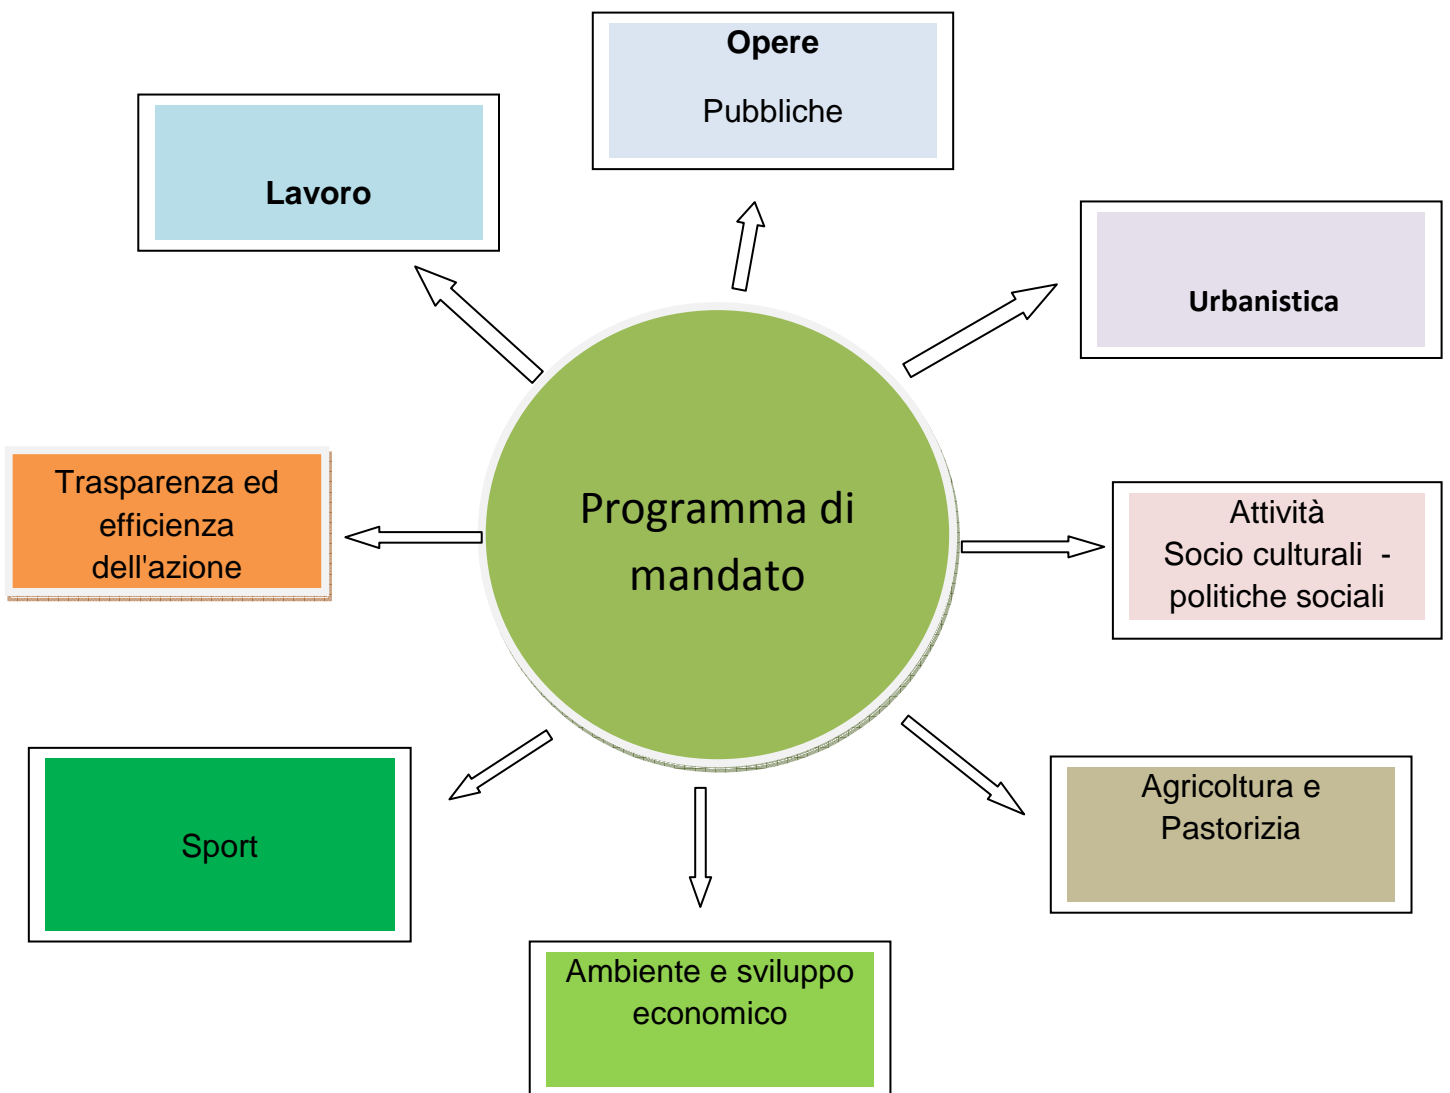 Opere
Pubbliche
Lavoro
Urbanistica
Trasparenza ed
efficienza
dell'azione
Programma di
mandato
Attività
Socio culturali  -
politiche sociali
Sport
Agricoltura e
Pastorizia
Ambiente e sviluppo
economico